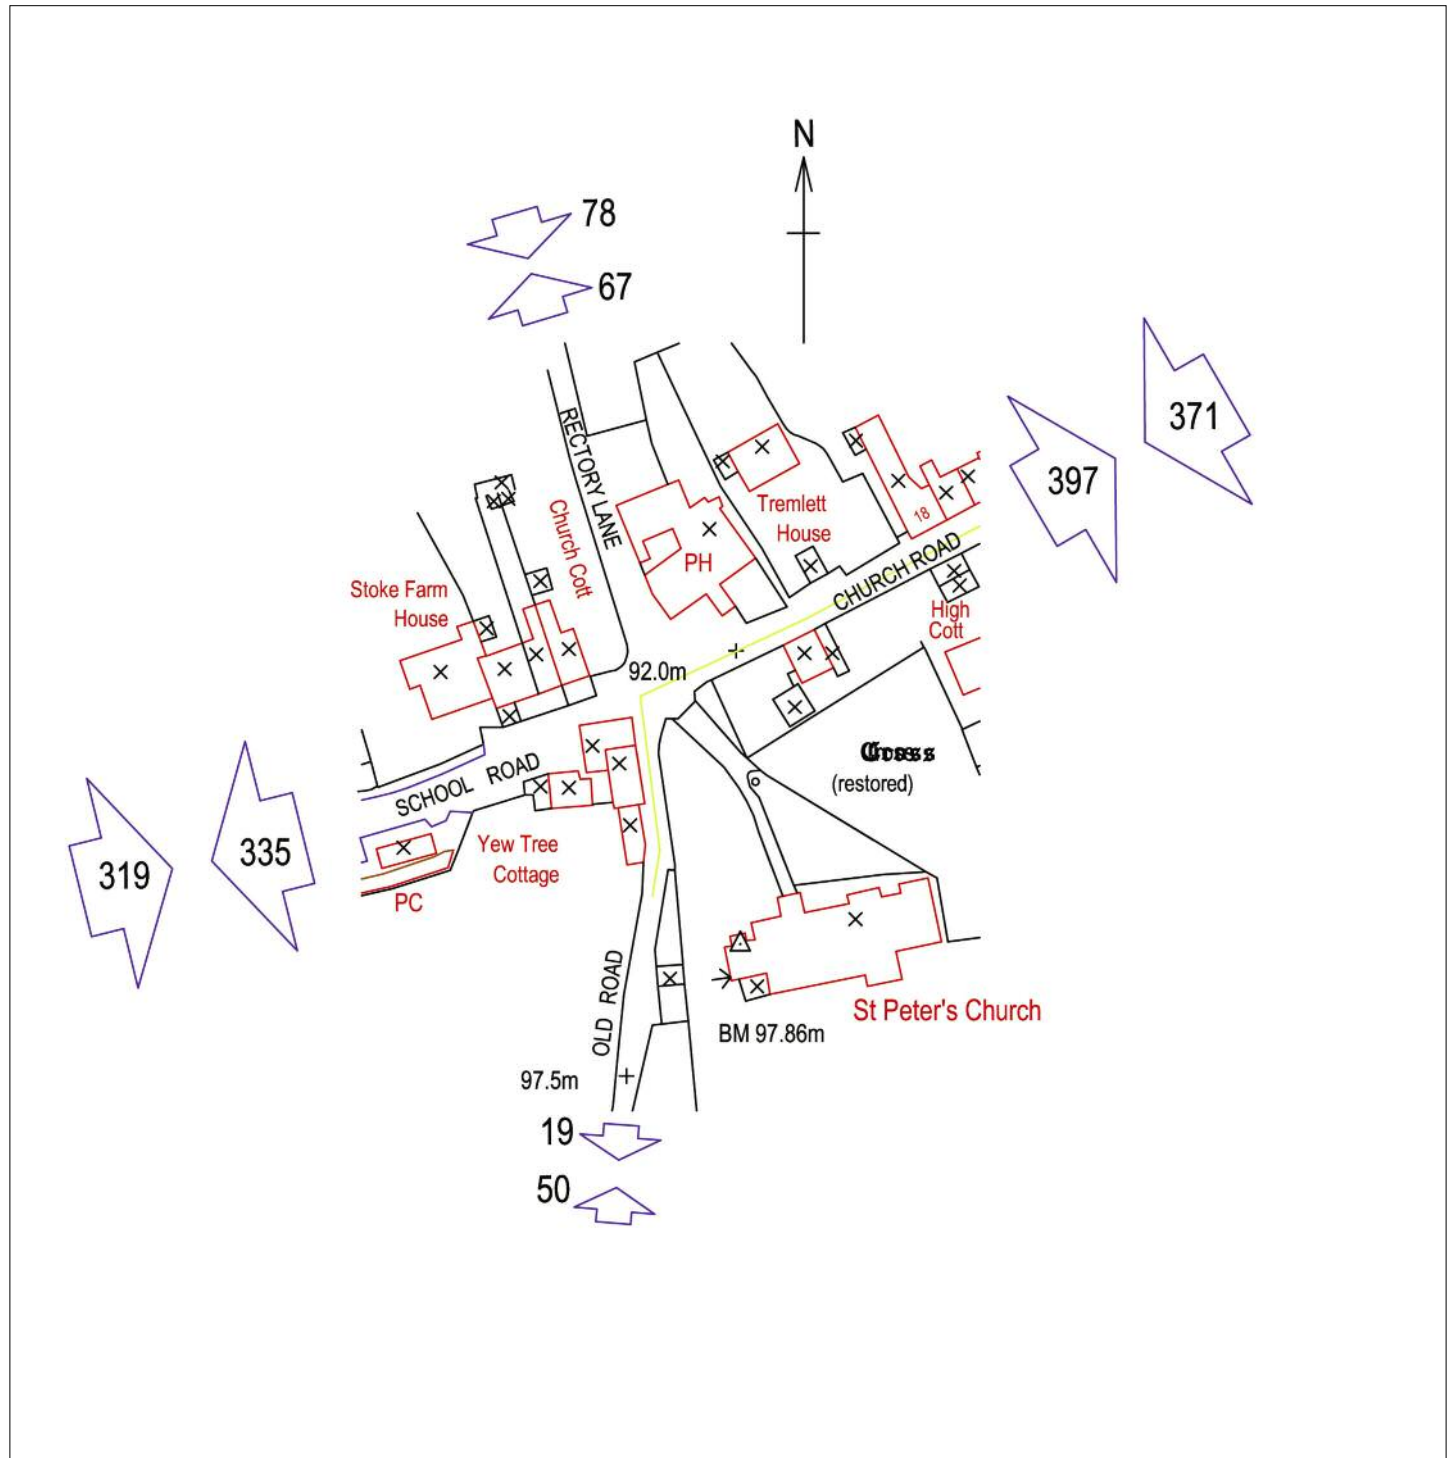 N
78
67
371
397
RECTORY LANE
Church Cott
Tremlett
House
18
PH
CHURCH ROAD
Stoke Farm
House
High
Cott
92.0m
SCHOOL ROAD
(restored)
335
319
Yew Tree
Cottage
PC
OLD ROAD
St Peter's Church
BM 97.86m
97.5m
19
50